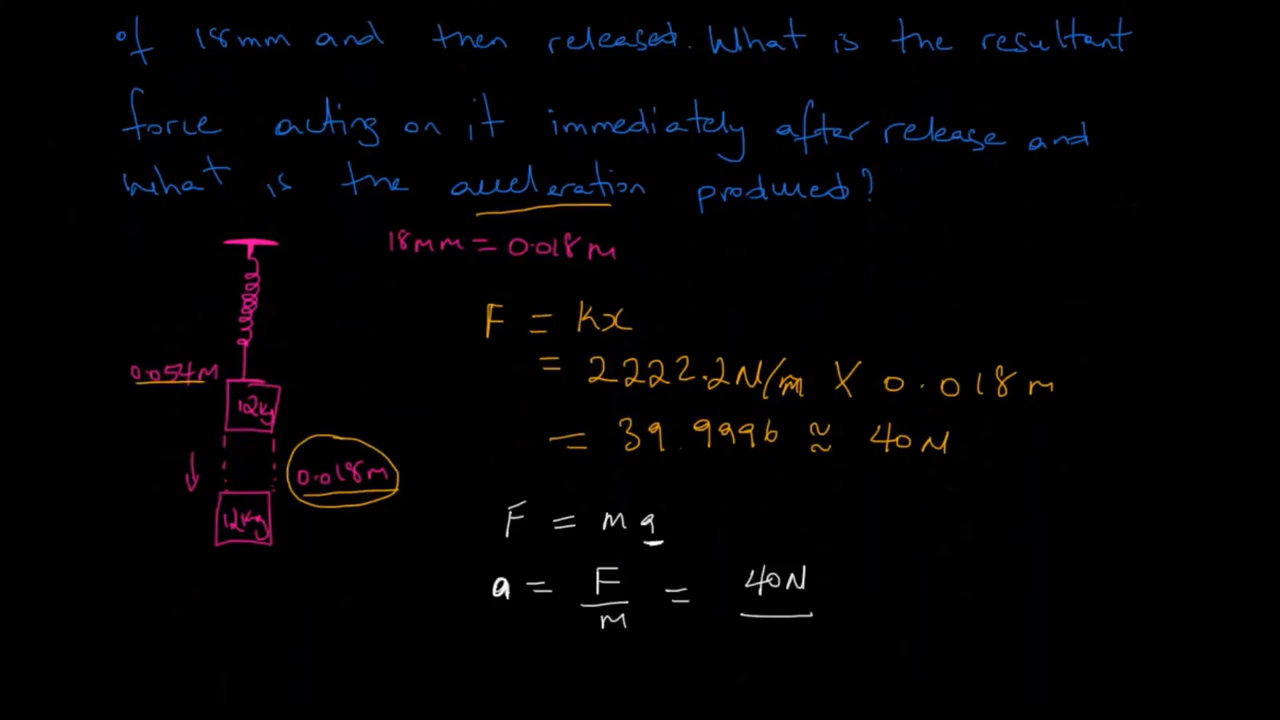 of 18mm and then released. What is the resultant
force acting on it immediately after release and
what is the acceleration produced?
18mm = 0.018m
F = kx
0.054m
= 2222.2N/m × 0.018m
12kg
= 39.9996 ≈ 40N
0.018m
12kg
F = ma
a = F/m = 40N